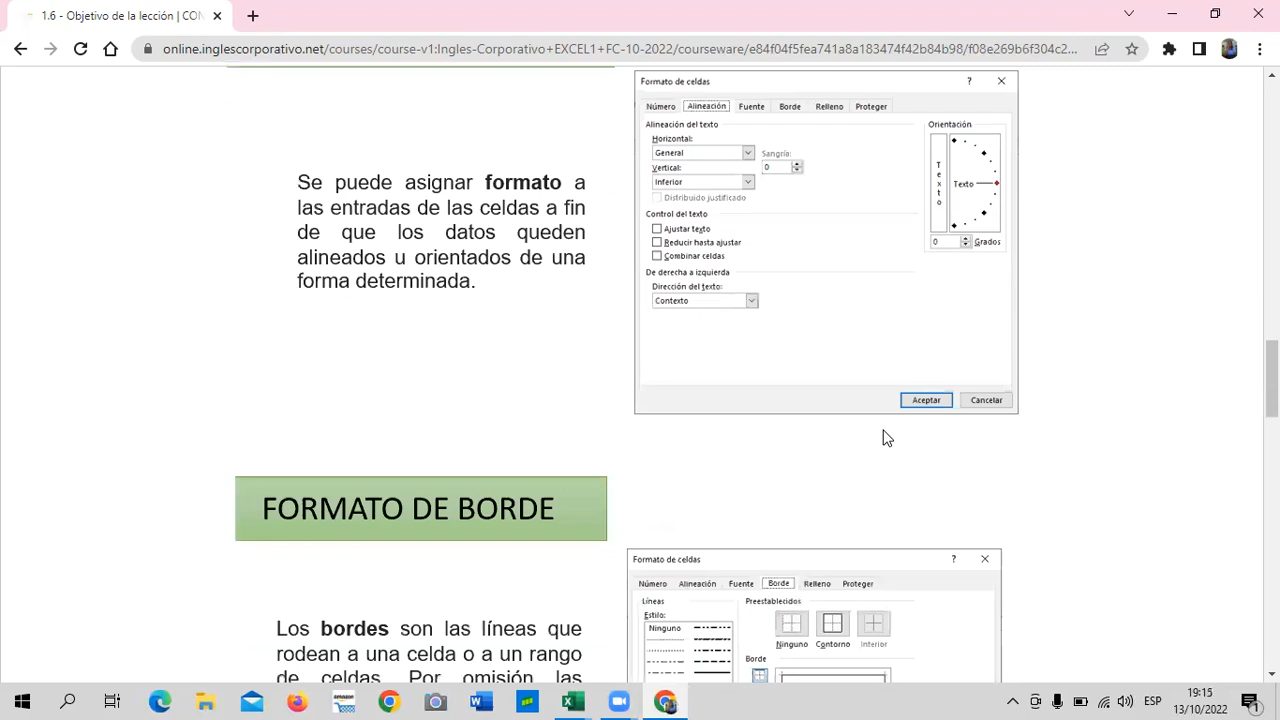 1.6 - Objetivo de la lección | CON
online.inglescorporativo.net/courses/course-v1:Ingles-Corporativo+EXCEL1+FC-10-2022/courseware/e84f04f5fea741a8a183474f42b84b98/f08e269b6f304c2...
Formato de celdas
?
Número Alineación Fuente Borde Relleno Proteger
Alineación del texto
Orientación
Horizontal:
General
Sangría:
Vertical:
0
Inferior
Distribuido justificado
Texto
Texto
Control del texto
Ajustar texto
Reducir hasta ajustar
0 Grados
Combinar celdas
De derecha a izquierda
Dirección del texto:
Contexto
Aceptar Cancelar
Se puede asignar formato a
las entradas de las celdas a fin
de que los datos queden
alineados u orientados de una
forma determinada.
FORMATO DE BORDE
Formato de celdas
?
Número Alineación Fuente Borde Relleno Proteger
Líneas
Preestablecidos
Estilo:
Ninguno
Ninguno Contorno Interior
Borde
Los bordes son las líneas que
rodean a una celda o a un rango
de celdas. Por omisión las
ESP
19:15
13/10/2022
1